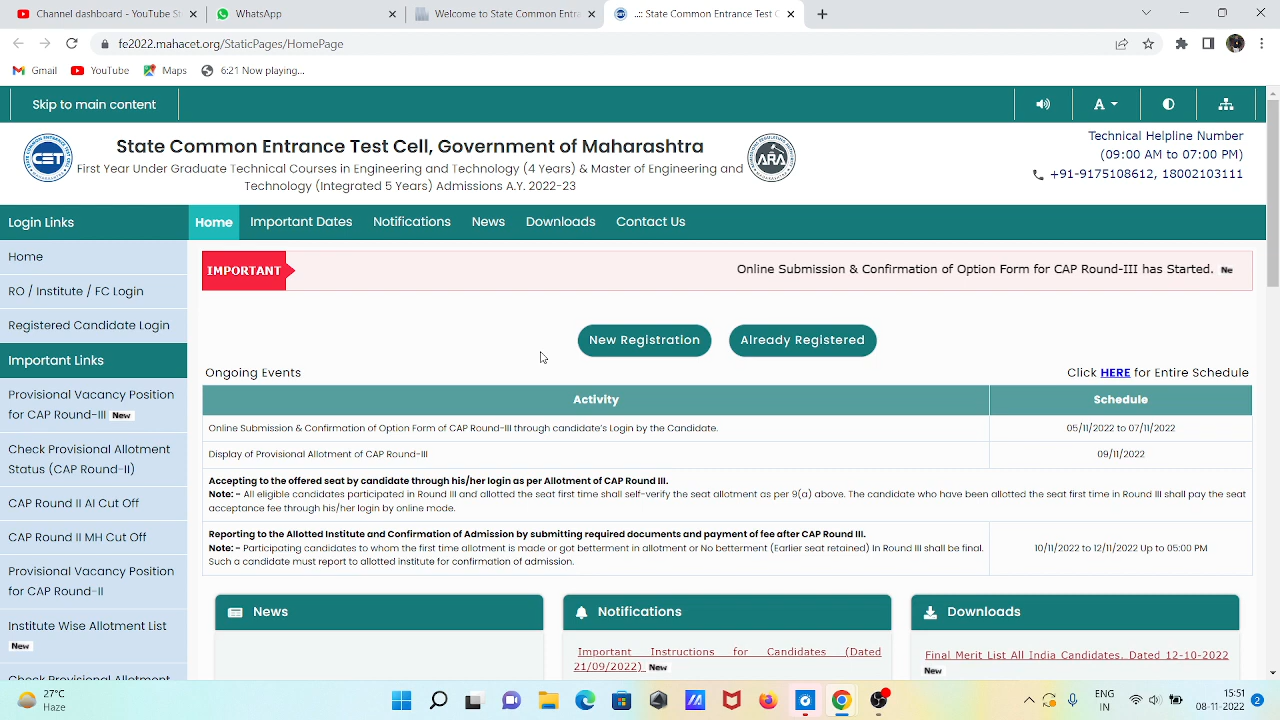 Channel dashboard - YouTube St
WhatsApp
Welcome to State Common Entr
.:: State Common Entrance Test C
fe2022.mahacet.org/StaticPages/HomePage
Gmail
YouTube
Maps
6:21 Now playing...
Skip to main content
A
CET
State Common Entrance Test Cell, Government of Maharashtra
First Year Under Graduate Technical Courses in Engineering and Technology (4 Years) & Master of Engineering and
Technology (Integrated 5 Years) Admissions A.Y. 2022-23
ARA
Technical Helpline Number
(09:00 AM to 07:00 PM)
+91-9175108612, 18002103111
Login Links
Home
Important Dates
Notifications
News
Downloads
Contact Us
Home
RO / Institute / FC Login
Registered Candidate Login
Important Links
Provisional Vacancy Position
for CAP Round-III New
Check Provisional Allotment
Status (CAP Round-II)
CAP Round II AI Cut Off
CAP Round II MH Cut Off
Provisional Vacancy Position
for CAP Round-II
Institute Wise Allotment List
New
IMPORTANT
Online Submission & Confirmation of Option Form for CAP Round-III has Started. Ne
New Registration
Already Registered
Ongoing Events
Click HERE for Entire Schedule
Activity
Schedule
Online Submission & Confirmation of Option Form of CAP Round-III through candidate's Login by the Candidate.
05/11/2022 to 07/11/2022
Display of Provisional Allotment of CAP Round-III
09/11/2022
Accepting to the offered seat by candidate through his/her login as per Allotment of CAP Round III.
Note: - All eligible candidates participated in Round III and allotted the seat first time shall self-verify the seat allotment as per 9(a) above. The candidate who have been allotted the seat first time in Round III shall pay the seat
acceptance fee through his/her login by online mode.
Reporting to the Allotted Institute and Confirmation of Admission by submitting required documents and payment of fee after CAP Round III.
Note: - Participating candidates to whom the first time allotment is made or got betterment in allotment or No betterment (Earlier seat retained) In Round III shall be final.
Such a candidate must report to allotted institute for confirmation of admission.
10/11/2022 to 12/11/2022 Up to 05:00 PM
News
Notifications
Important Instructions for Candidates (Dated
21/09/2022) New
Downloads
Final Merit List All India Candidates. Dated 12-10-2022
New
27°C
Haze
ENG
IN
15:51
08-11-2022
2